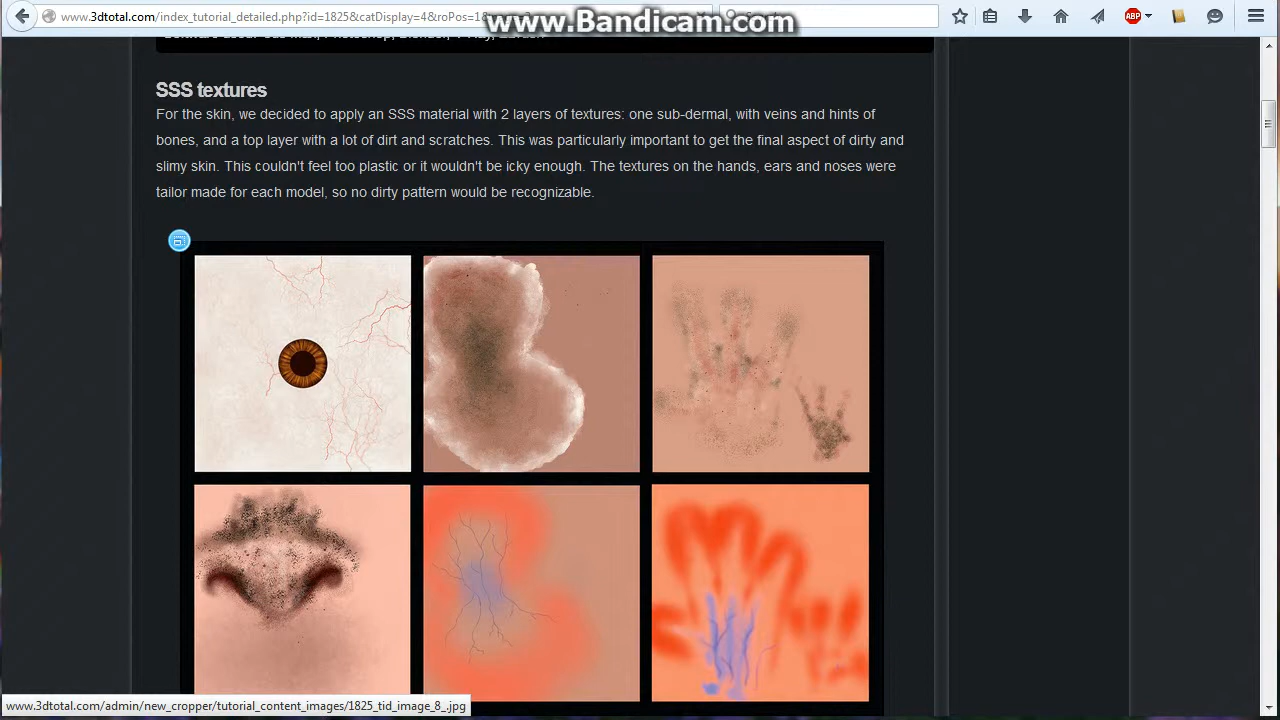 www.3dtotal.com/index_tutorial_detailed.php?id=1825&catDisplay=4&roPos=1
www.Bandicam.com
ABP
SSS textures
For the skin, we decided to apply an SSS material with 2 layers of textures: one sub-dermal, with veins and hints of
bones, and a top layer with a lot of dirt and scratches. This was particularly important to get the final aspect of dirty and
slimy skin. This couldn't feel too plastic or it wouldn't be icky enough. The textures on the hands, ears and noses were
tailor made for each model, so no dirty pattern would be recognizable.
www.3dtotal.com/admin/new_cropper/tutorial_content_images/1825_tid_image_8_.jpg